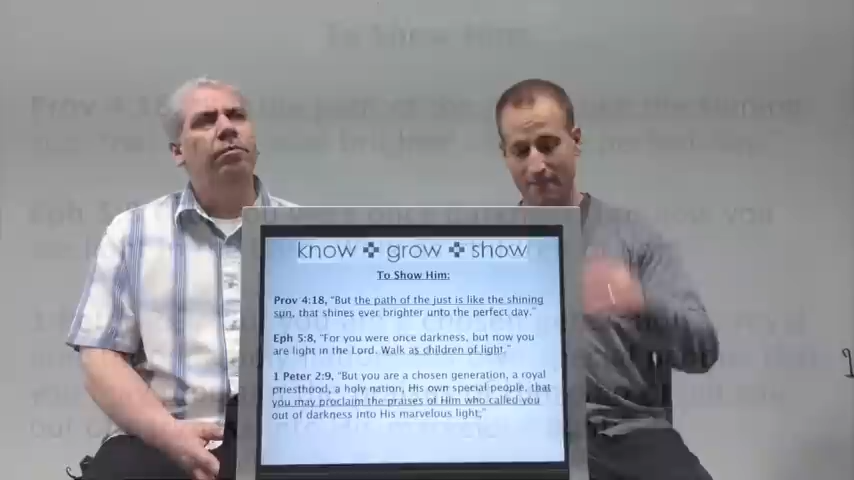 To Show Him:
know grow show
To Show Him:
Prov 4:18, "But the path of the just is like the shining
sun, that shines ever brighter unto the perfect day."
Eph 5:8, "For you were once darkness, but now
you are light in the Lord. Walk as children of light."
1 Peter 2:9, "But you are a chosen generation, a royal
priesthood, a holy nation, His own special people, that
you may proclaim the praises of Him who called you
out of darkness into His marvelous light;"